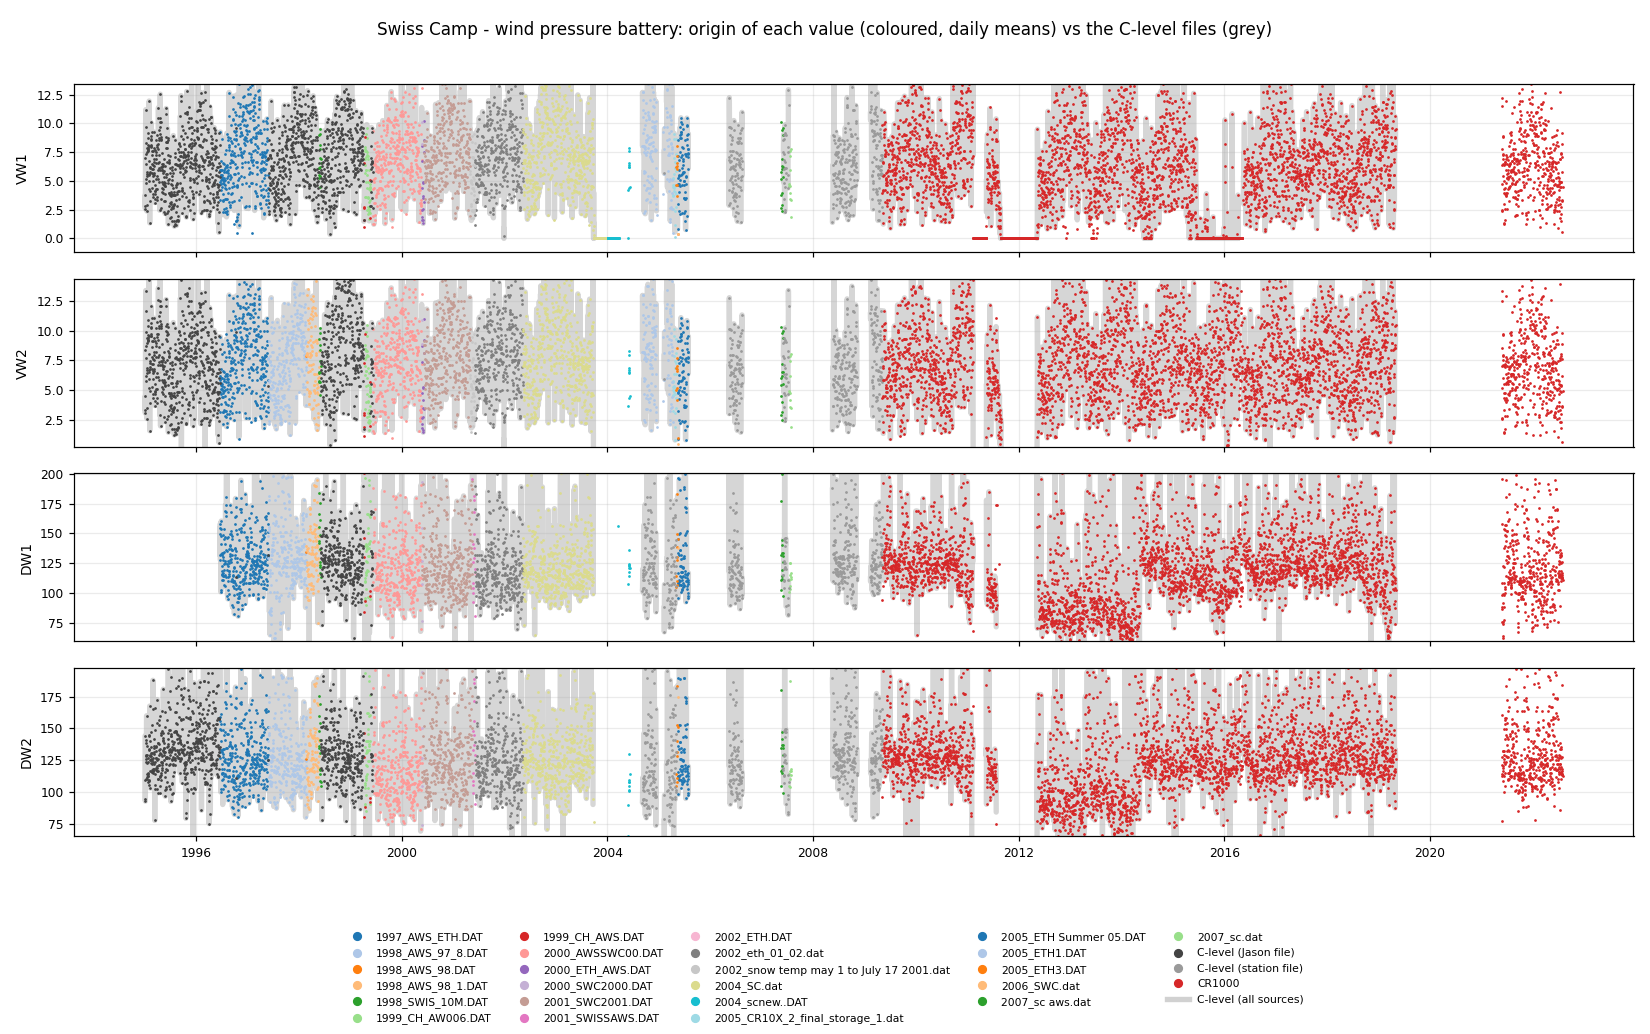 Swiss Camp - wind pressure battery: origin of each value (coloured, daily means) vs the C-level files (grey)
VW1
12.5
10.0
7.5
5.0
2.5
0.0
VW2
12.5
10.0
7.5
5.0
2.5
DW1
200
175
150
125
100
75
DW2
175
150
125
100
75
1996
2000
2004
2008
2012
2016
2020
1997_AWS_ETH.DAT
1998_AWS_97_8.DAT
1998_AWS_98.DAT
1998_AWS_98_1.DAT
1998_SWIS_10M.DAT
1999_CH_AW006.DAT
1999_CH_AWS.DAT
2000_AWSSWC00.DAT
2000_ETH_AWS.DAT
2000_SWC2000.DAT
2001_SWC2001.DAT
2001_SWISSAWS.DAT
2002_ETH.DAT
2002_eth_01_02.dat
2002_snow temp may 1 to July 17 2001.dat
2004_SC.dat
2004_scnew..DAT
2005_CR10X_2_final_storage_1.dat
2005_ETH Summer 05.DAT
2005_ETH1.DAT
2005_ETH3.DAT
2006_SWC.dat
2007_sc aws.dat
2007_sc.dat
C-level (Jason file)
C-level (station file)
CR1000
C-level (all sources)